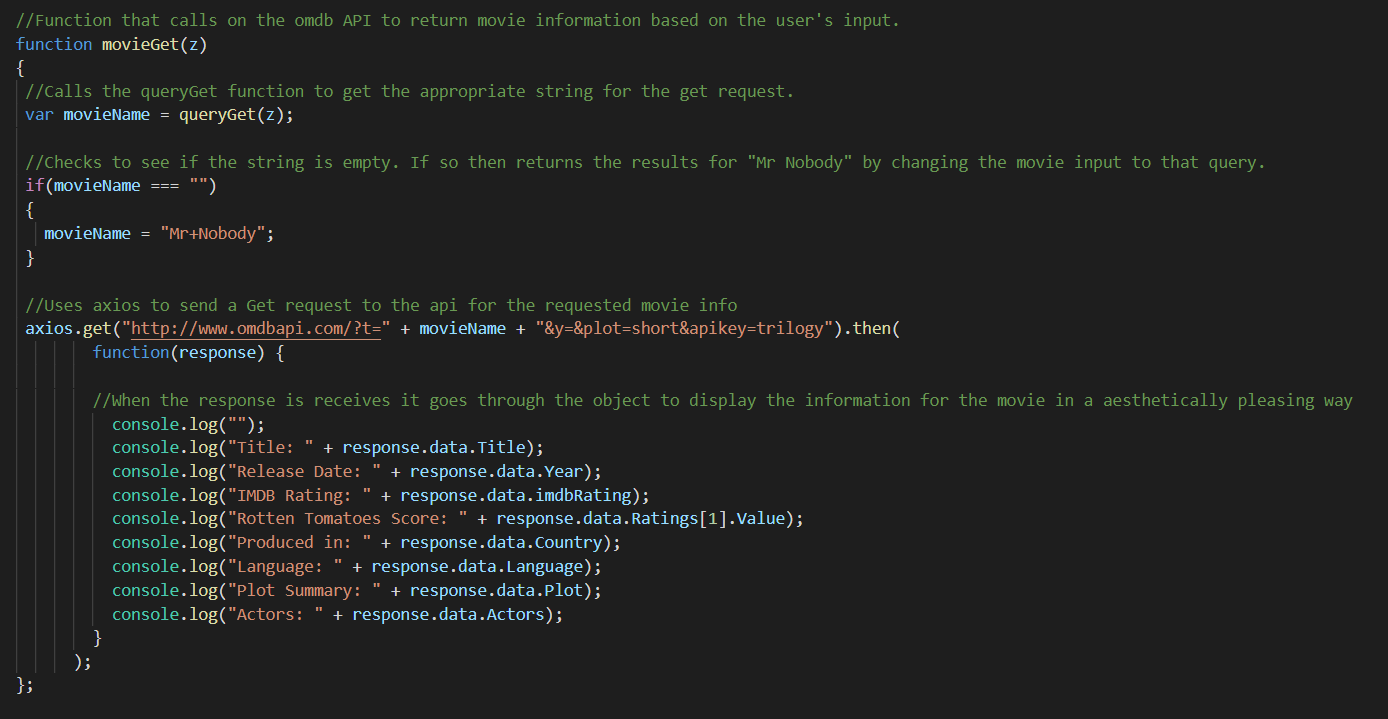 //Function that calls on the omdb API to return movie information based on the user's input.
function movieGet(z)
{
//Calls the queryGet function to get the appropriate string for the get request.
var movieName = queryGet(z);
//Checks to see if the string is empty. If so then returns the results for "Mr Nobody" by changing the movie input to that query.
if(movieName === "")
{
movieName = "Mr+Nobody";
}
//Uses axios to send a Get request to the api for the requested movie info
axios.get("http://www.omdbapi.com/?t=" + movieName + "&y=&plot=short&apikey=trilogy").then(
function(response) {
//When the response is receives it goes through the object to display the information for the movie in a aesthetically pleasing way
console.log("");
console.log("Title: " + response.data.Title);
console.log("Release Date: " + response.data.Year);
console.log("IMDB Rating: " + response.data.imdbRating);
console.log("Rotten Tomatoes Score: " + response.data.Ratings[1].Value);
console.log("Produced in: " + response.data.Country);
console.log("Language: " + response.data.Language);
console.log("Plot Summary: " + response.data.Plot);
console.log("Actors: " + response.data.Actors);
}
);
};